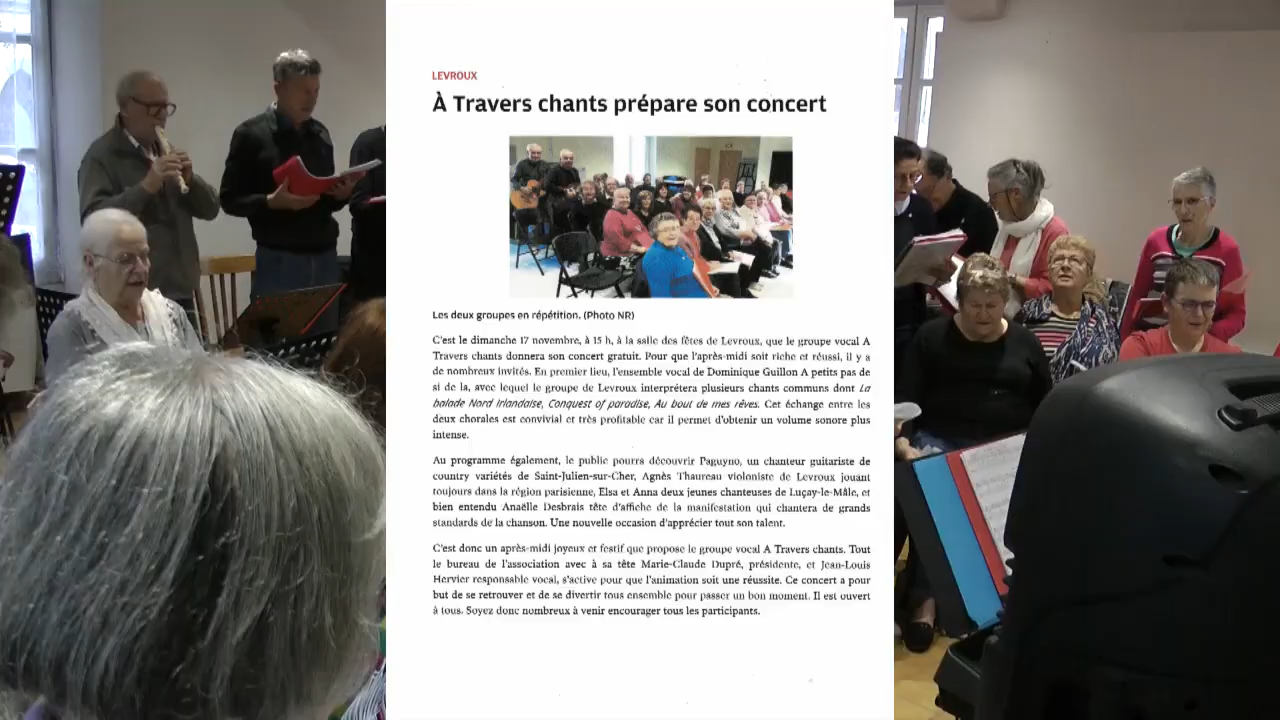 LEVROUX
À Travers chants prépare son concert
Les deux groupes en répétition. (Photo NR)
C'est le dimanche 17 novembre, à 15 h, à la salle des fêtes de Levroux, que le groupe vocal A
Travers chants donnera son concert gratuit. Pour que l'après-midi soit riche et réussi, il y a
de nombreux invités. En premier lieu, l'ensemble vocal de Dominique Guillon A petits pas de
si de la, avec lequel le groupe de Levroux interprétera plusieurs chants communs dont La
balade Nord Irlandaise, Conquest of paradise, Au bout de mes rêves. Cet échange entre les
deux chorales est convivial et très profitable car il permet d'obtenir un volume sonore plus
intense.
Au programme également, le public pourra découvrir Paguyno, un chanteur guitariste de
country variétés de Saint-Julien-sur-Cher, Agnès Thaureau violoniste de Levroux jouant
toujours dans la région parisienne, Elsa et Anna deux jeunes chanteuses de Luçay-le-Mâle, et
bien entendu Anaëlle Desbrais tête d'affiche de la manifestation qui chantera de grands
standards de la chanson. Une nouvelle occasion d'apprécier tout son talent.
C'est donc un après-midi joyeux et festif que propose le groupe vocal A Travers chants. Tout
le bureau de l'association avec à sa tête Marie-Claude Dupré, présidente, et Jean-Louis
Hervier responsable vocal, s'active pour que l'animation soit une réussite. Ce concert a pour
but de se retrouver et de se divertir tous ensemble pour passer un bon moment. Il est ouvert
à tous. Soyez donc nombreux à venir encourager tous les participants.